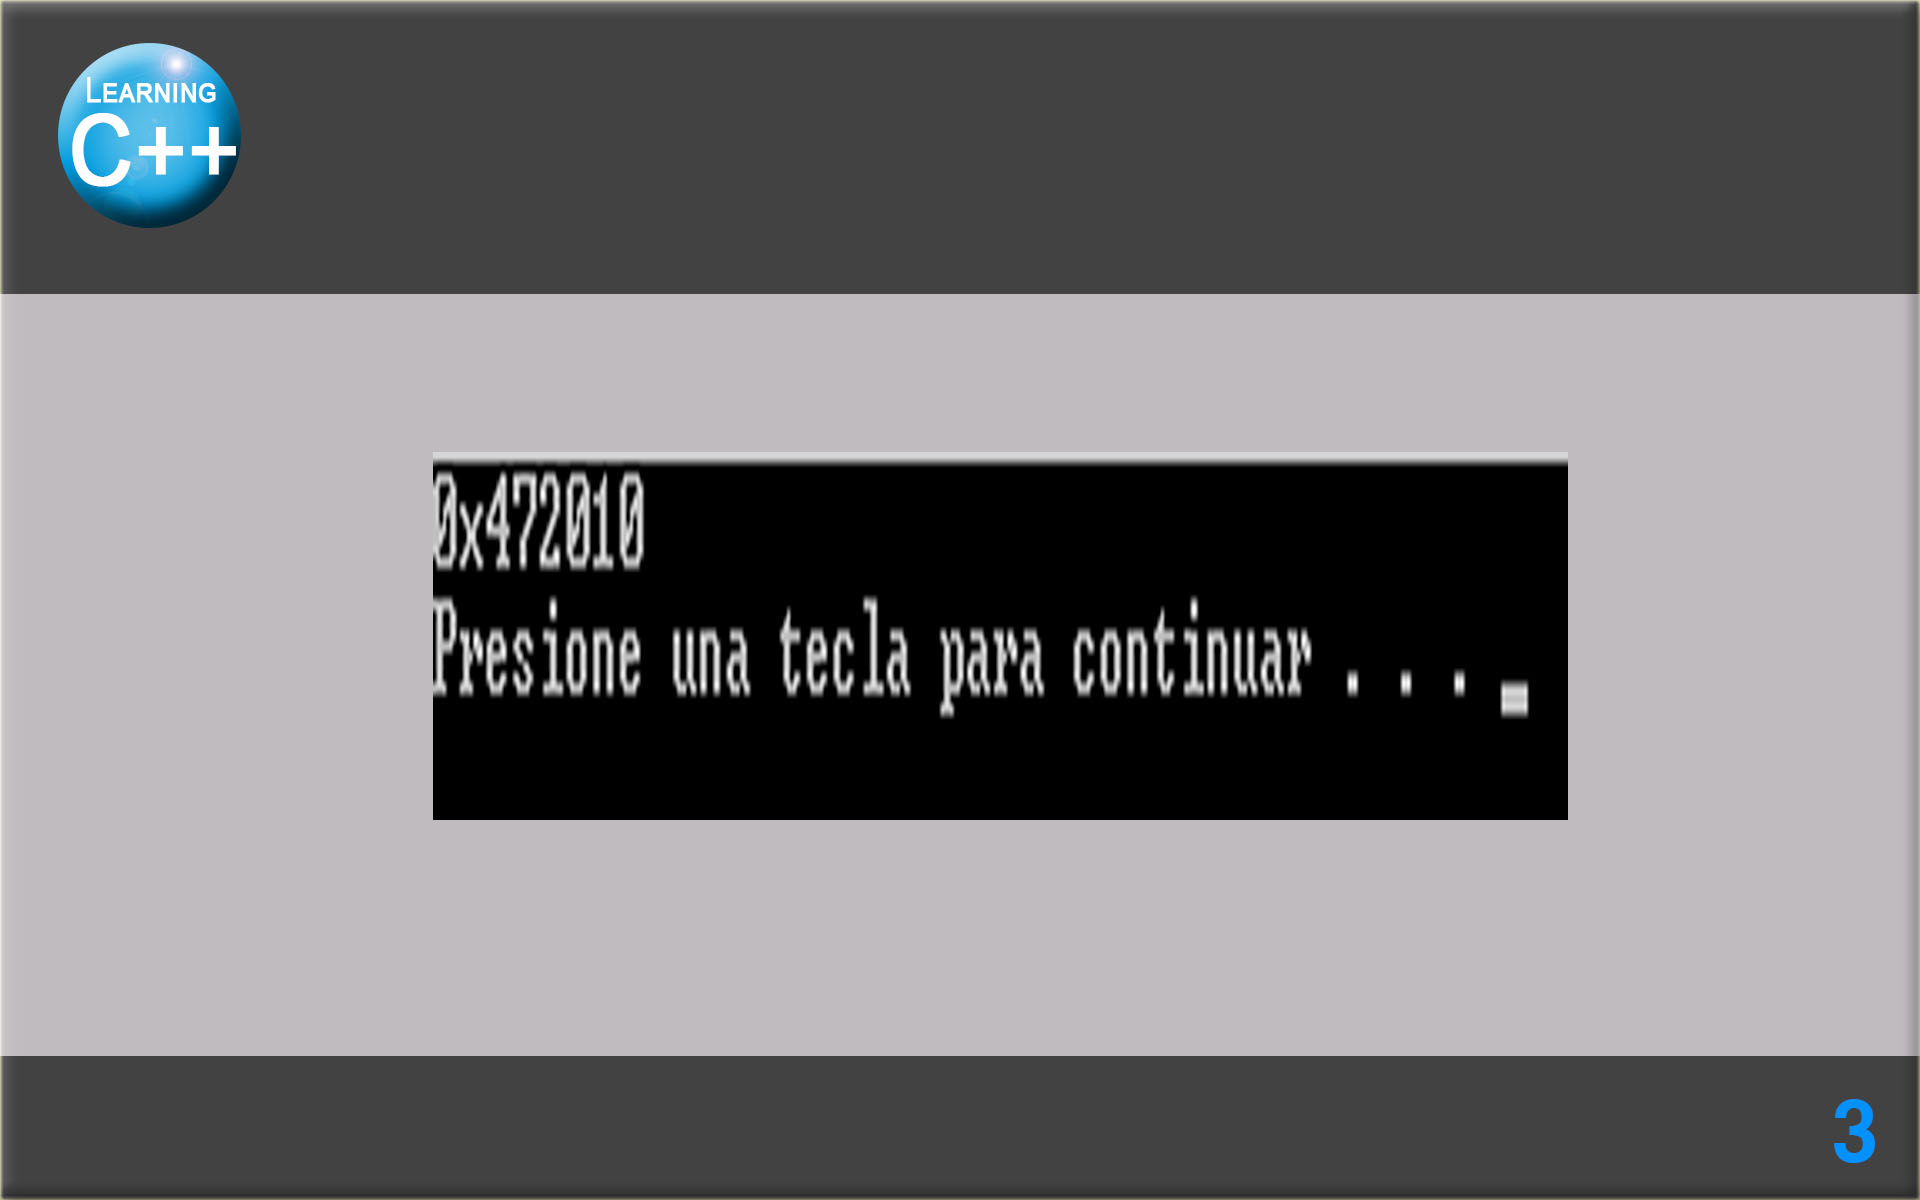 LEARNING
C++
0x472010
Presione una tecla para continuar . . .
3